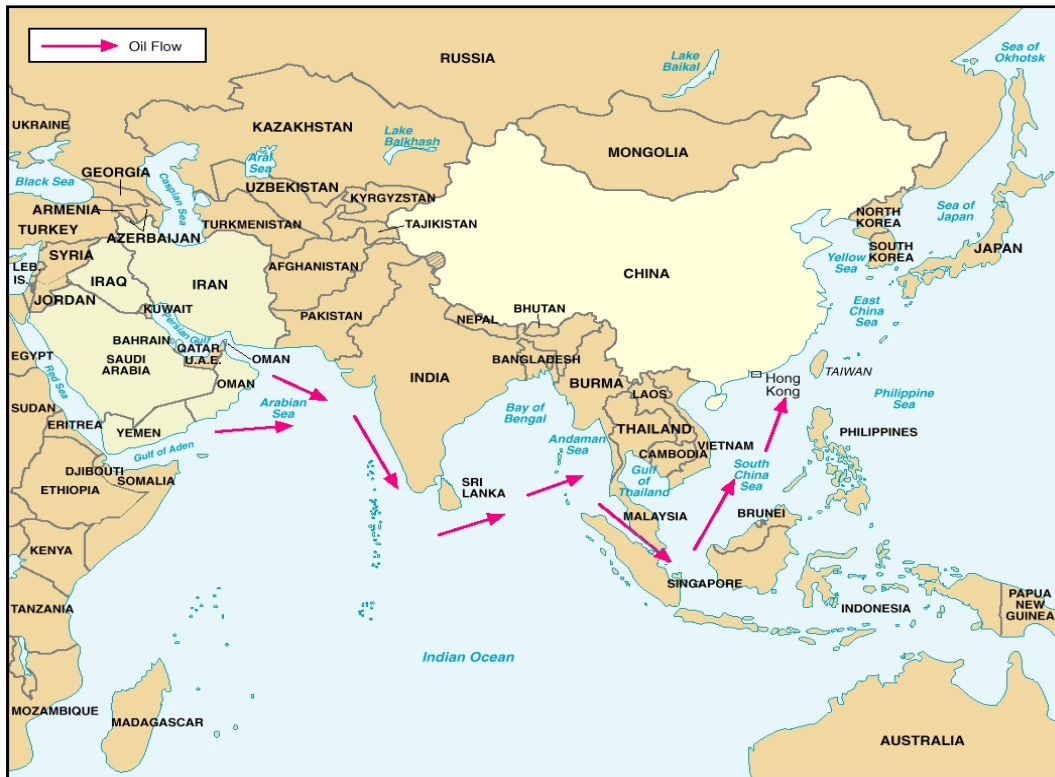 Oil Flow
RUSSIA
Lake
Baikal
Sea of
Okhotsk
UKRAINE
KAZAKHSTAN
Lake
Balkhash
MONGOLIA
Aral
Sea
GEORGIA
Black Sea
Caspian Sea
UZBEKISTAN
KYRGYZSTAN
ARMENIA
TURKEY
AZERBAIJAN
TURKMENISTAN
TAJIKISTAN
NORTH
KOREA
Sea of
Japan
SYRIA
LEB.
IS.
IRAQ
IRAN
AFGHANISTAN
CHINA
SOUTH
KOREA
JAPAN
Yellow
Sea
JORDAN
KUWAIT
PAKISTAN
NEPAL
BHUTAN
East
China
Sea
Persian Gulf
BAHRAIN
QATAR
U.A.E.
OMAN
EGYPT
SAUDI
ARABIA
Red Sea
OMAN
INDIA
BANGLADESH
BURMA
TAIWAN
Hong
Kong
LAOS
Philippine
Sea
SUDAN
ERITREA
YEMEN
Arabian
Sea
Bay of
Bengal
THAILAND
VIETNAM
PHILIPPINES
Gulf of Aden
Andaman
Sea
CAMBODIA
DJIBOUTI
SOMALIA
ETHIOPIA
SRI
LANKA
Gulf
of
Thailand
South
China
Sea
MALAYSIA
BRUNEI
KENYA
SINGAPORE
TANZANIA
INDONESIA
PAPUA
NEW
GUINEA
Indian Ocean
MOZAMBIQUE
MADAGASCAR
AUSTRALIA